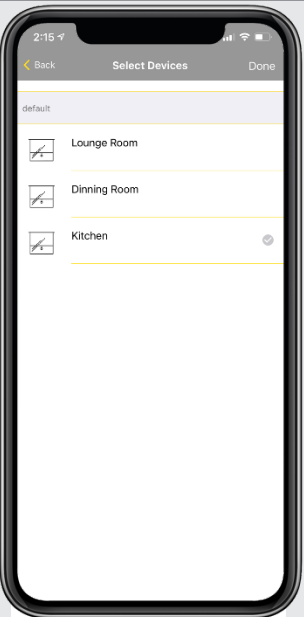 2:15
Back
Select Devices
Done
default
Lounge Room
Dinning Room
Kitchen